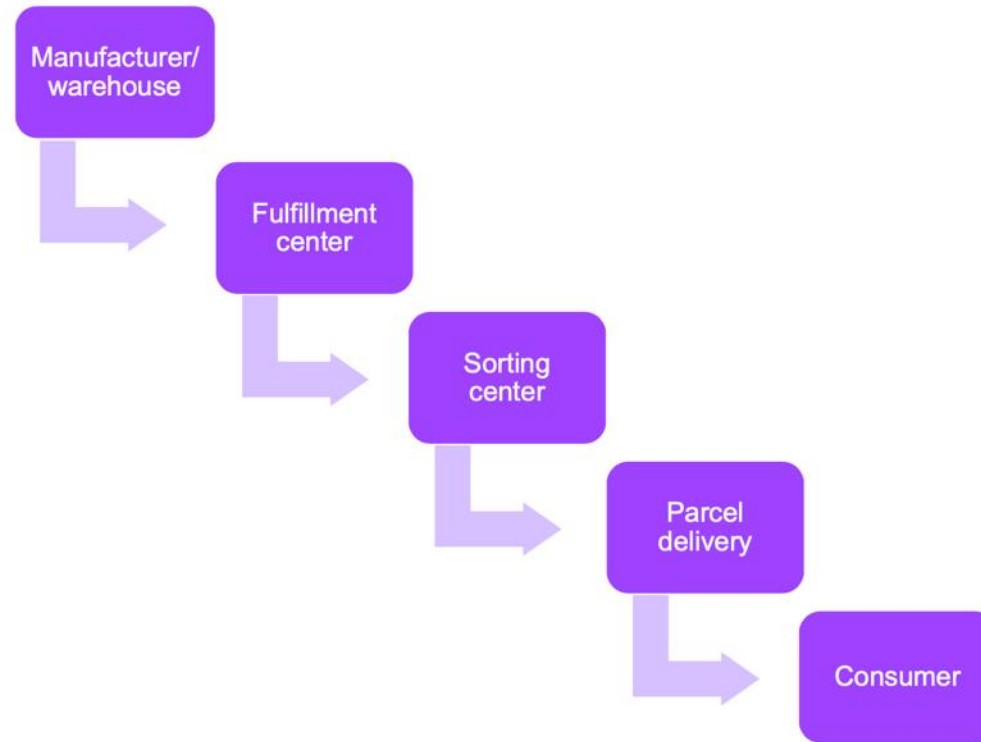 Manufacturer/
warehouse
Fulfillment
center
Sorting
center
Parcel
delivery
Consumer